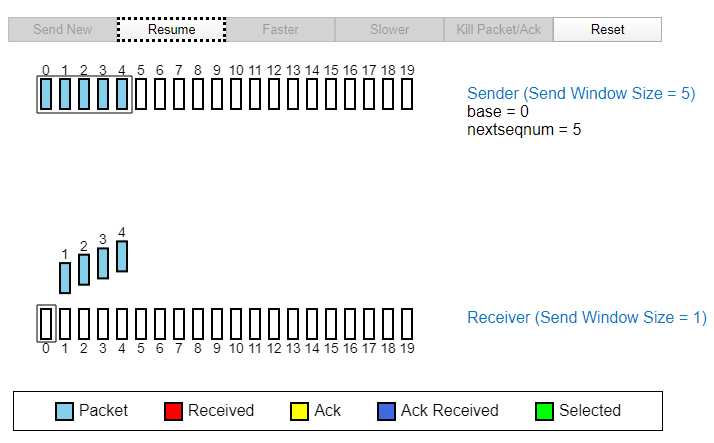 Send New Resume Faster Slower Kill Packet/Ack Reset
0 1 2 3 4 5 6 7 8 9 10 11 12 13 14 15 16 17 18 19
Sender (Send Window Size = 5)
base = 0
nextseqnum = 5
1 2 3 4
Receiver (Send Window Size = 1)
0 1 2 3 4 5 6 7 8 9 10 11 12 13 14 15 16 17 18 19
Packet Received Ack Ack Received Selected